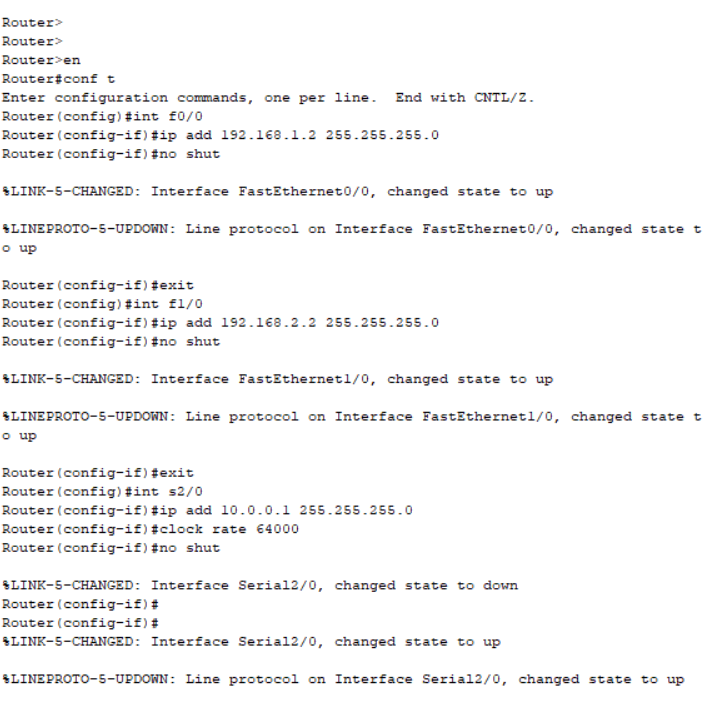 Router>
Router>
Router>en
Router#conf t
Enter configuration commands, one per line.  End with CNTL/Z.
Router(config)#int f0/0
Router(config-if)#ip add 192.168.1.2 255.255.255.0
Router(config-if)#no shut
%LINK-5-CHANGED: Interface FastEthernet0/0, changed state to up
%LINEPROTO-5-UPDOWN: Line protocol on Interface FastEthernet0/0, changed state t
o up
Router(config-if)#exit
Router(config)#int f1/0
Router(config-if)#ip add 192.168.2.2 255.255.255.0
Router(config-if)#no shut
%LINK-5-CHANGED: Interface FastEthernet1/0, changed state to up
%LINEPROTO-5-UPDOWN: Line protocol on Interface FastEthernet1/0, changed state t
o up
Router(config-if)#exit
Router(config)#int s2/0
Router(config-if)#ip add 10.0.0.1 255.255.255.0
Router(config-if)#clock rate 64000
Router(config-if)#no shut
%LINK-5-CHANGED: Interface Serial2/0, changed state to down
Router(config-if)#
Router(config-if)#
%LINK-5-CHANGED: Interface Serial2/0, changed state to up
%LINEPROTO-5-UPDOWN: Line protocol on Interface Serial2/0, changed state to up